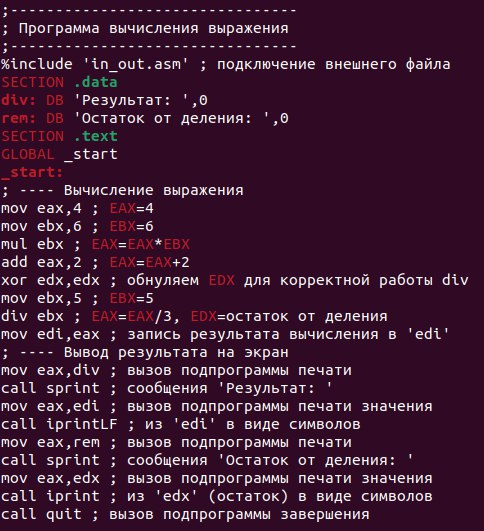 ;--------------------------------
; Программа вычисления выражения
;--------------------------------
%include 'in_out.asm' ; подключение внешнего файла
SECTION .data
div: DB 'Результат: ',0
rem: DB 'Остаток от деления: ',0
SECTION .text
GLOBAL _start
_start:
; ---- Вычисление выражения
mov eax,4 ; EAX=4
mov ebx,6 ; EBX=6
mul ebx ; EAX=EAX*EBX
add eax,2 ; EAX=EAX+2
xor edx,edx ; обнуляем EDX для корректной работы div
mov ebx,5 ; EBX=5
div ebx ; EAX=EAX/3, EDX=остаток от деления
mov edi,eax ; запись результата вычисления в 'edi'
; ---- Вывод результата на экран
mov eax,div ; вызов подпрограммы печати
call sprint ; сообщения 'Результат: '
mov eax,edi ; вызов подпрограммы печати значения
call iprintLF ; из 'edi' в виде символов
mov eax,rem ; вызов подпрограммы печати
call sprint ; сообщения 'Остаток от деления: '
mov eax,edx ; вызов подпрограммы печати значения
call iprint ; из 'edx' (остаток) в виде символов
call quit ; вызов подпрограммы завершения